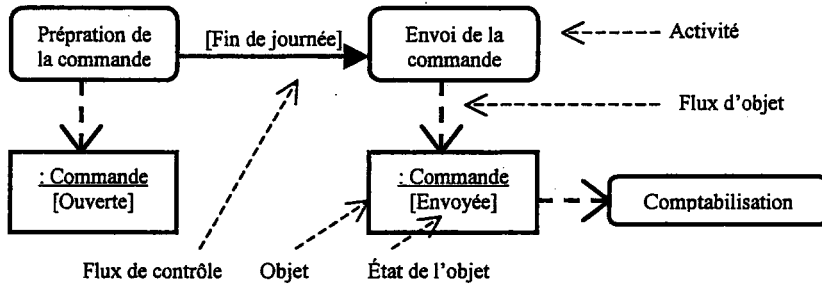 Prépration de
la commande
[Fin de journée]
Envoi de la
commande
Activité
Flux d'objet
: Commande
[Ouverte]
: Commande
[Envoyée]
Comptabilisation
Flux de contrôle
Objet
État de l'objet